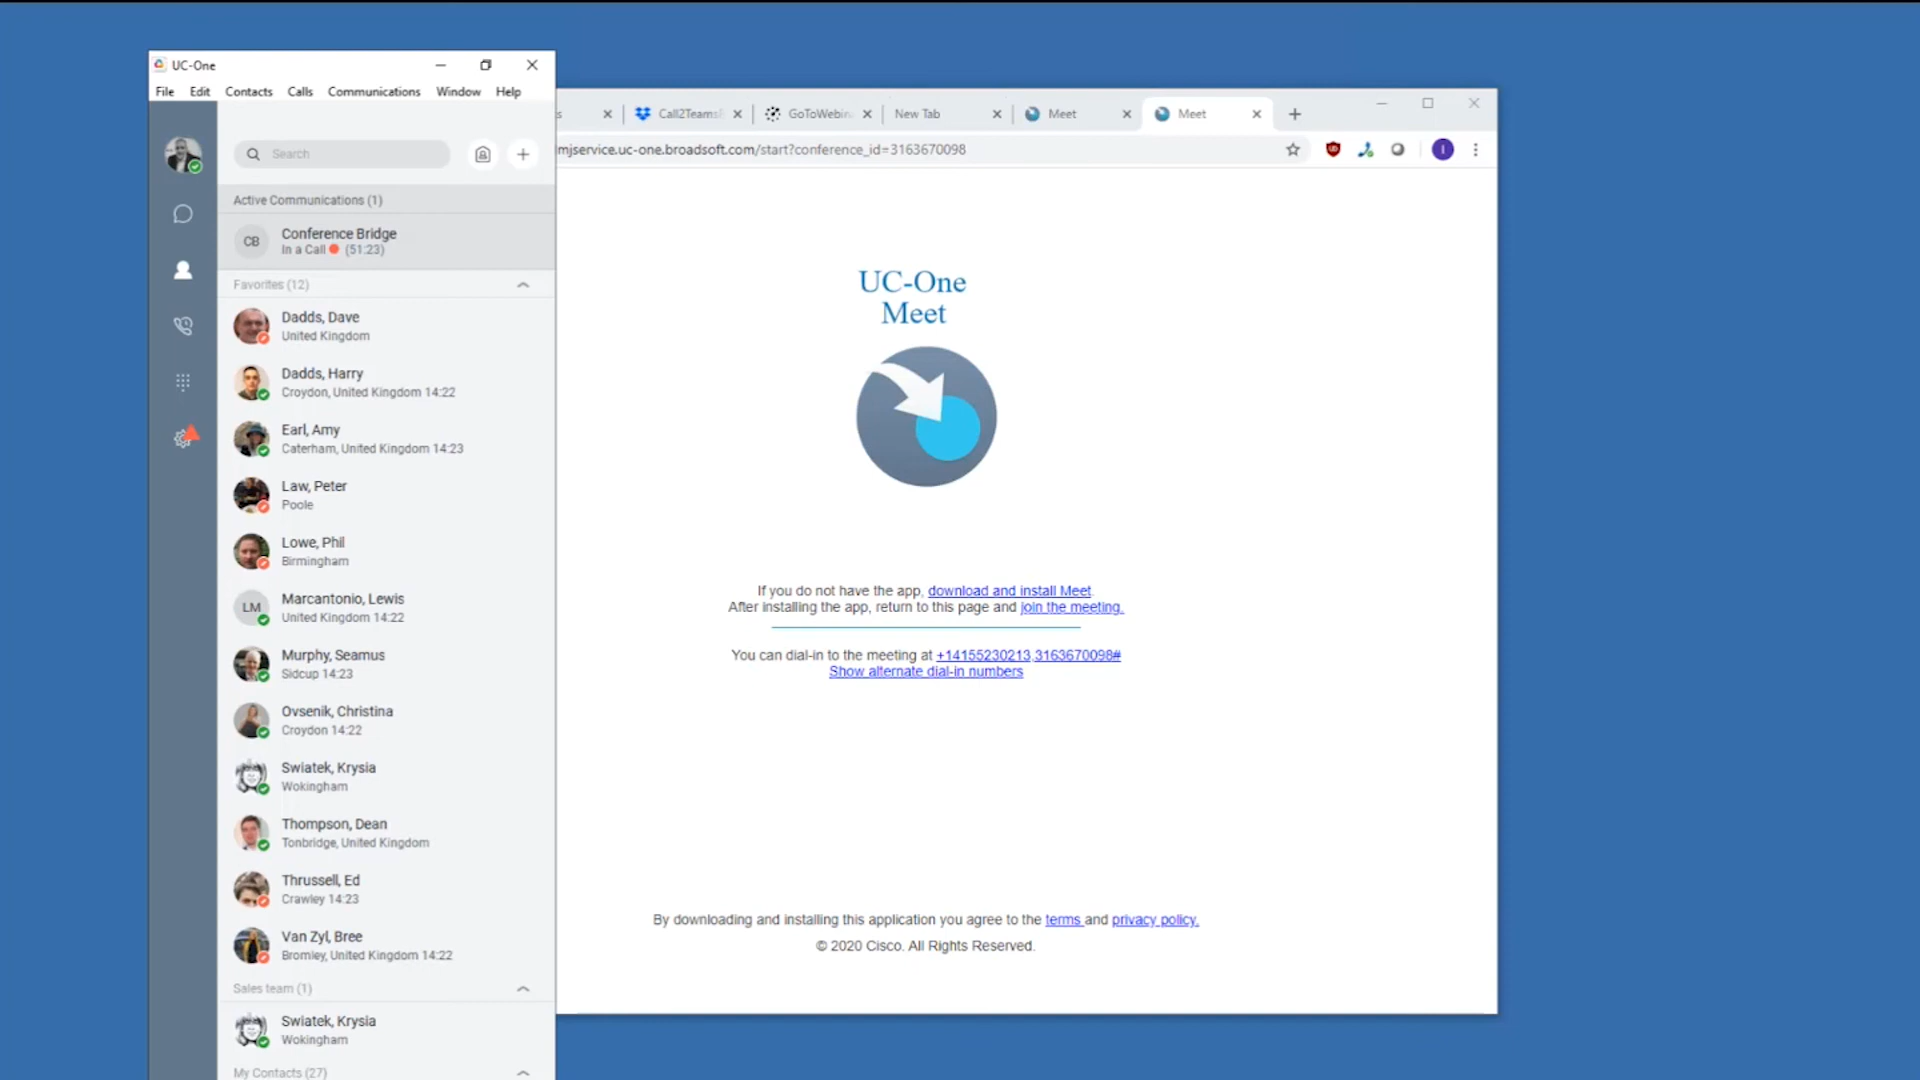 UC-One
File Edit Contacts Calls Communications Window Help
Search
Active Communications (1)
CB
Conference Bridge
In a Call (51:23)
Favorites (12)
Dadds, Dave
United Kingdom
Dadds, Harry
Croydon, United Kingdom 14:22
Earl, Amy
Caterham, United Kingdom 14:23
Law, Peter
Poole
Lowe, Phil
Birmingham
LM
Marcantonio, Lewis
United Kingdom 14:22
Murphy, Seamus
Sidcup 14:23
Ovsenik, Christina
Croydon 14:22
Swiatek, Krysia
Wokingham
Thompson, Dean
Tonbridge, United Kingdom
Thrussell, Ed
Crawley 14:23
Van Zyl, Bree
Bromley, United Kingdom 14:22
Sales team (1)
Swiatek, Krysia
Wokingham
My Contacts (27)
s Call2Teams GoToWebin New Tab Meet Meet
lmjservice.uc-one.broadsoft.com/start?conference_id=3163670098
I
UC-One
Meet
If you do not have the app, download and install Meet.
After installing the app, return to this page and join the meeting.
You can dial-in to the meeting at +14155230213,3163670098#
Show alternate dial-in numbers
By downloading and installing this application you agree to the terms and privacy policy.
© 2020 Cisco. All Rights Reserved.